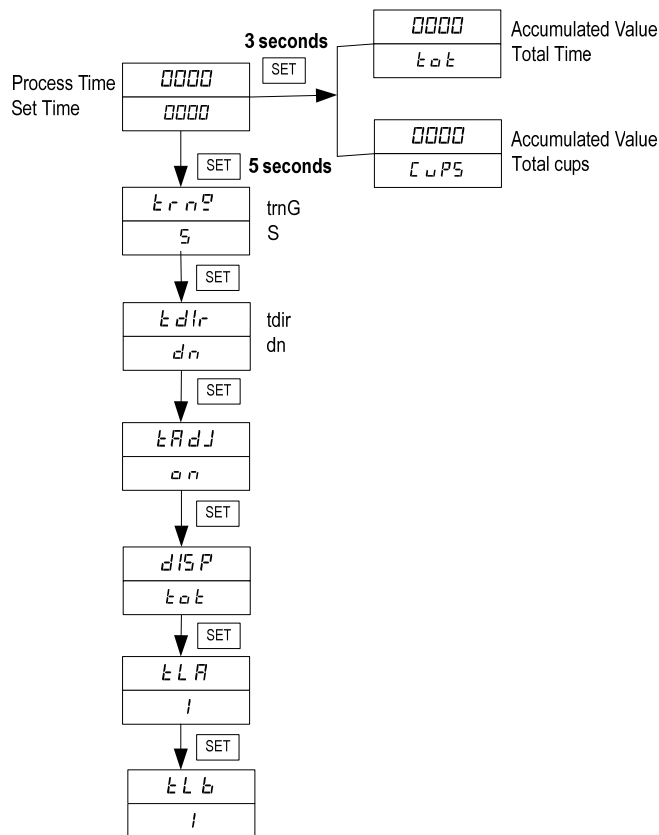 0000
tot
Accumulated Value
Total Time
3 seconds
SET
Process Time
Set Time
0000
0000
0000
CuPS
Accumulated Value
Total cups
SET
5 seconds
trnG
S
trnG
S
SET
tdIr
dn
tdir
dn
SET
tAdJ
on
SET
dISP
tot
SET
tLA
1
SET
tLb
1